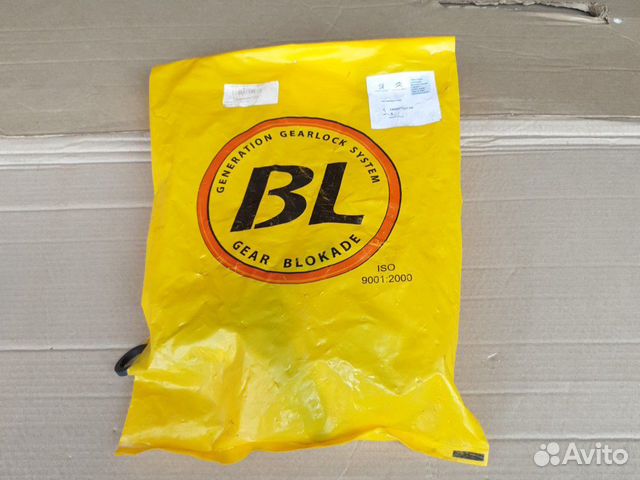 GENERATION GEARLOCK SYSTEM
BL
GEAR BLOKADE
ISO
9001:2000
Avito